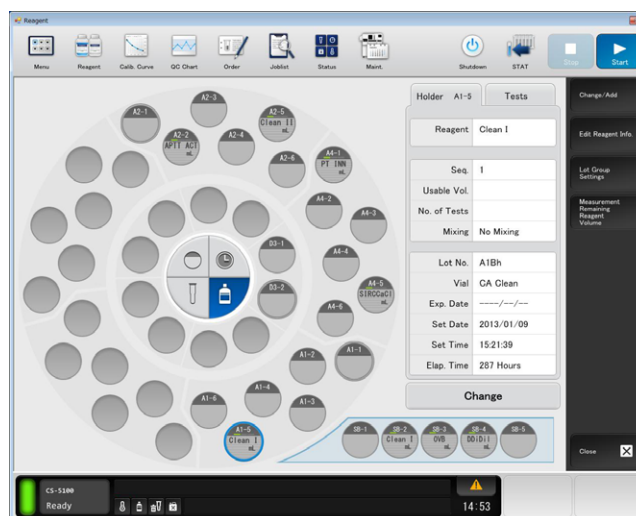 Reagent
Menu
Reagent
Calib. Curve
QC Chart
Order
Joblist
Status
Maint.
Shutdown
STAT
Stop
Start
A2-3
A2-1
A2-5
Clean II
mL
A2-2
APTT ACT
mL
A2-4
A2-6
A4-1
PT INN
mL
A4-2
A4-3
D3-1
A4-4
D3-2
A4-5
SIRCCaCl
mL
A4-6
A1-1
A1-2
A1-4
A1-6
A1-3
A1-5
Clean I
mL
SB-1
SB-2
Clean I
mL
SB-3
OVB
mL
SB-4
DDiDil
mL
SB-5
Holder A1-5
Tests
Reagent Clean I
Seq. 1
Usable Vol.
No. of Tests
Mixing No Mixing
Lot No. A1Bh
Vial CA Clean
Exp. Date ----/--/--
Set Date 2013/01/09
Set Time 15:21:39
Elap. Time 287 Hours
Change
Change/Add
Edit Reagent Info.
Lot Group
Settings
Measurement
Remaining
Reagent
Volume
Close
CS-5100
Ready
14:53